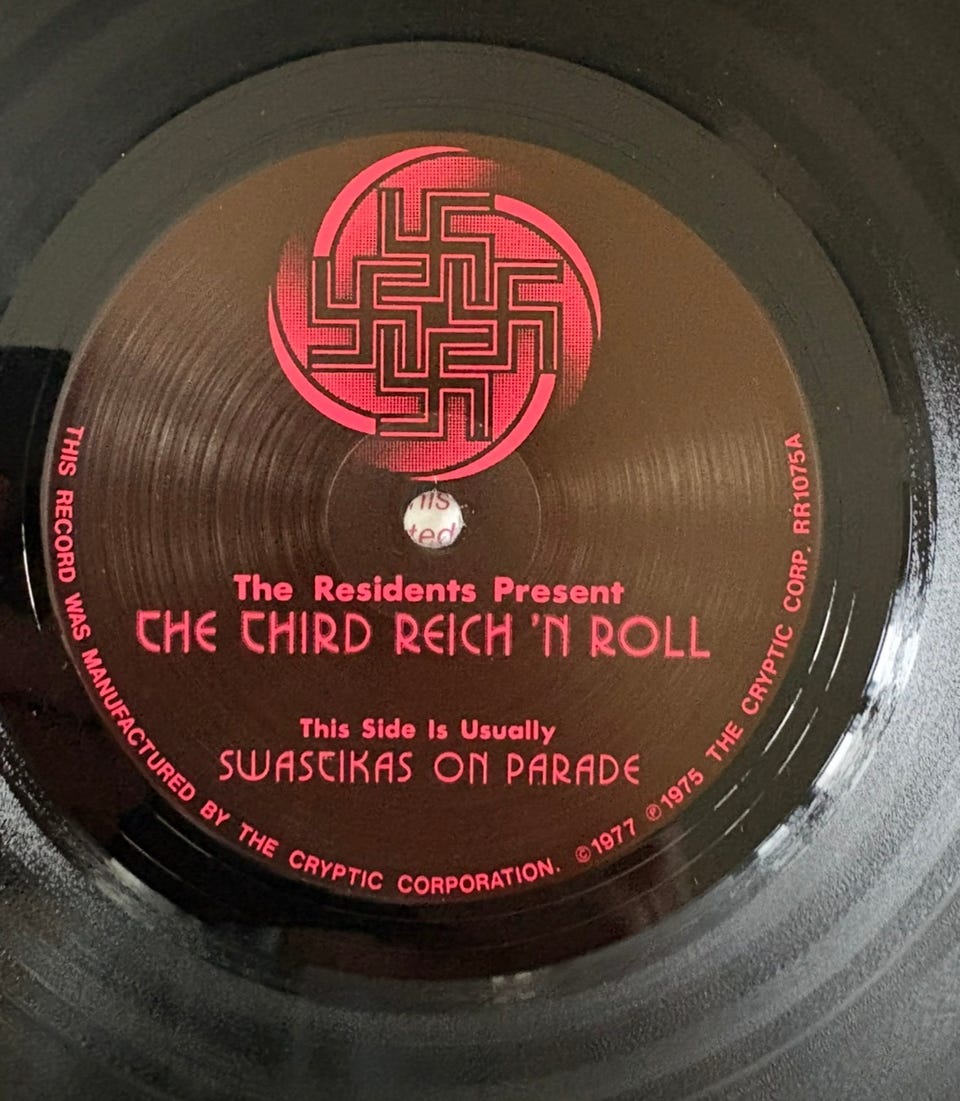 The Residents Present
THE THIRD REICH 'N ROLL
This Side Is Usually
SWASTIKAS ON PARADE
THIS RECORD WAS MANUFACTURED BY THE CRYPTIC CORPORATION. ©1977 ℗1975 THE CRYPTIC CORP. RR1075A